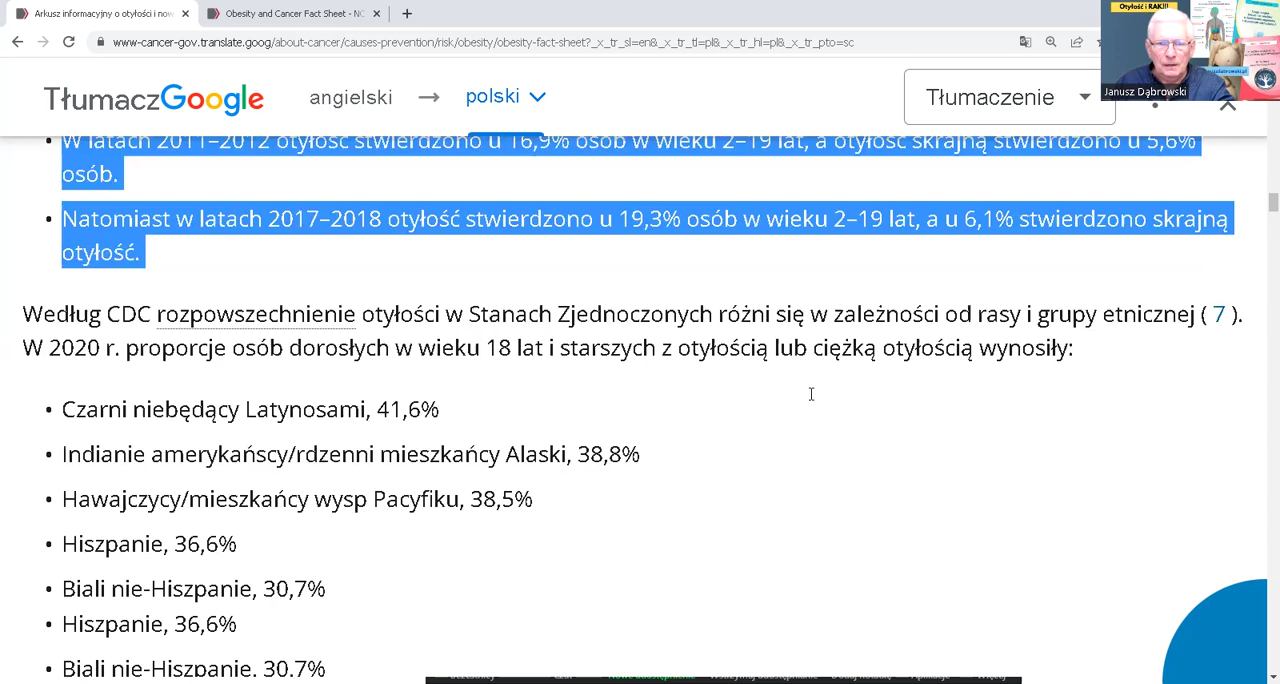 Arkusz informacyjny o otyłości i now
Obesity and Cancer Fact Sheet - NC
www-cancer-gov.translate.goog/about-cancer/causes-prevention/risk/obesity/obesity-fact-sheet?_x_tr_sl=en&_x_tr_tl=pl&_x_tr_hl=pl&_x_tr_pto=sc
Otyłość i RAK!!!
Janusz Dąbrowski
TłumaczGoogle
angielski → polski
Tłumaczenie
• W latach 2011–2012 otyłość stwierdzono u 16,9% osób w wieku 2–19 lat, a otyłość skrajną stwierdzono u 5,6%
osób.
• Natomiast w latach 2017–2018 otyłość stwierdzono u 19,3% osób w wieku 2–19 lat, a u 6,1% stwierdzono skrajną
otyłość.
Według CDC rozpowszechnienie otyłości w Stanach Zjednoczonych różni się w zależności od rasy i grupy etnicznej ( 7 ).
W 2020 r. proporcje osób dorosłych w wieku 18 lat i starszych z otyłością lub ciężką otyłością wynosiły:
• Czarni niebędący Latynosami, 41,6%
• Indianie amerykańscy/rdzenni mieszkańcy Alaski, 38,8%
• Hawajczycy/mieszkańcy wysp Pacyfiku, 38,5%
• Hiszpanie, 36,6%
• Biali nie-Hiszpanie, 30,7%
• Hiszpanie, 36,6%
• Biali nie-Hiszpanie, 30,7%